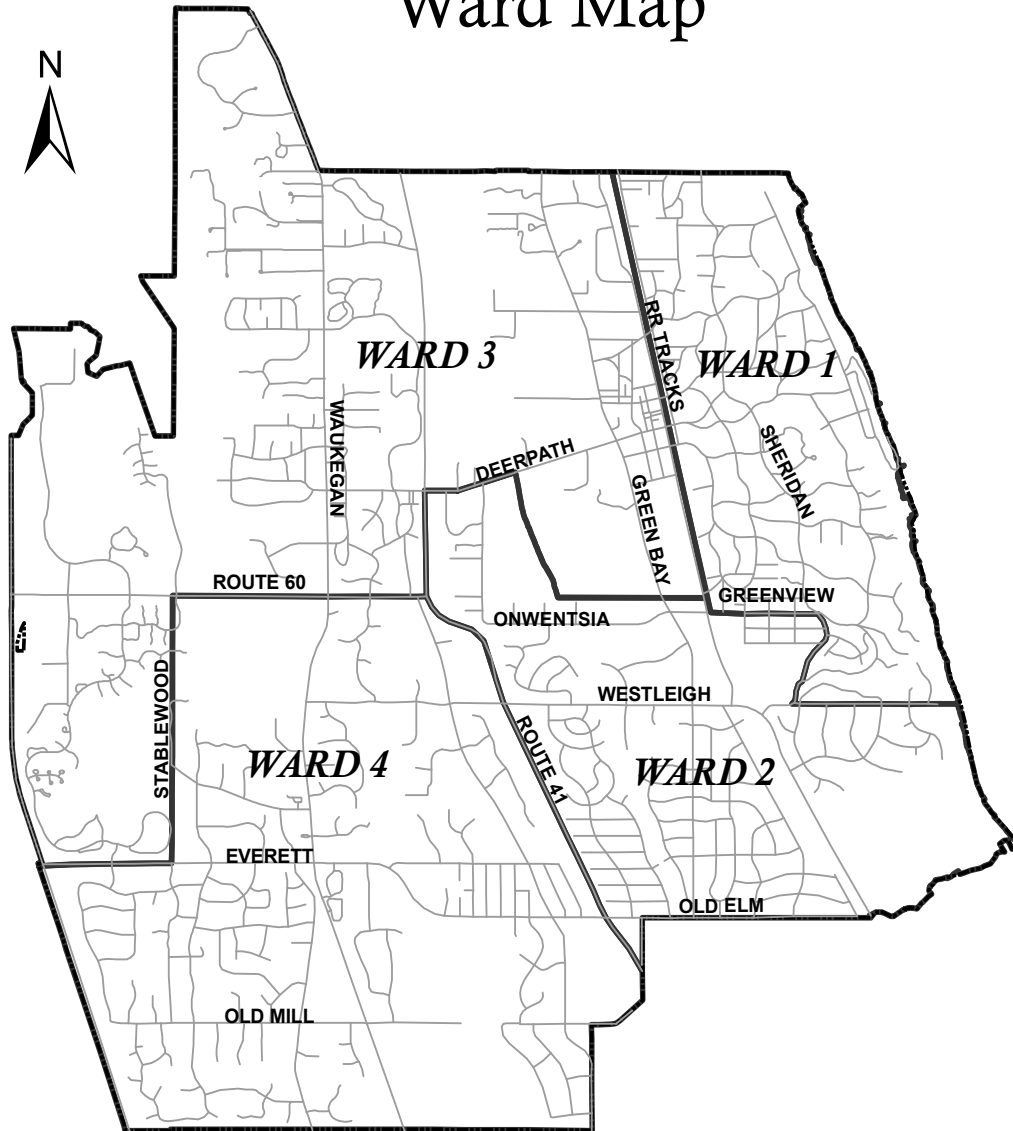 Ward Map
N
RR TRACKS
WARD 3
WARD 1
WAUKEGAN
SHERIDAN
DEERPATH
GREEN BAY
ROUTE 60
GREENVIEW
ONWENTSIA
STABLEWOOD
WESTLEIGH
ROUTE 41
WARD 4
WARD 2
EVERETT
OLD ELM
OLD MILL